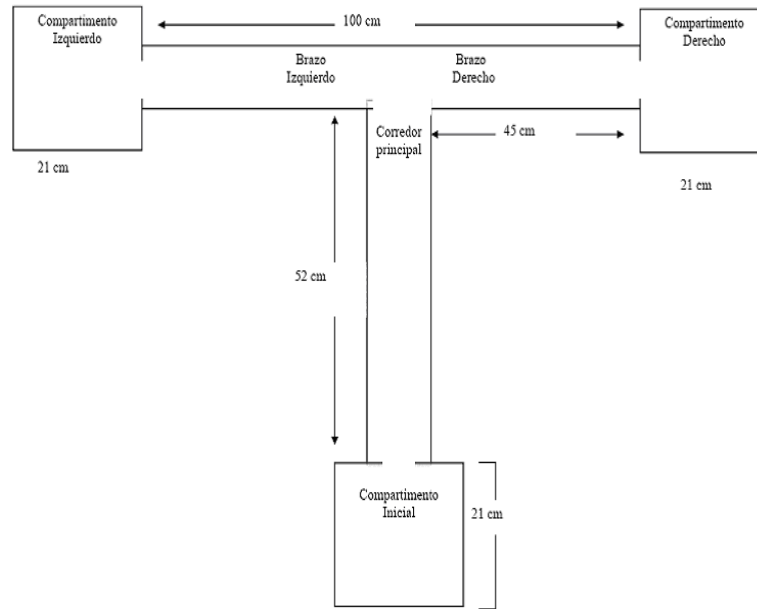 Compartimento
Izquierdo
100 cm
Compartimento
Derecho
Brazo
Izquierdo
Brazo
Derecho
Corredor
principal
45 cm
21 cm
21 cm
52 cm
Compartimento
Inicial
21 cm